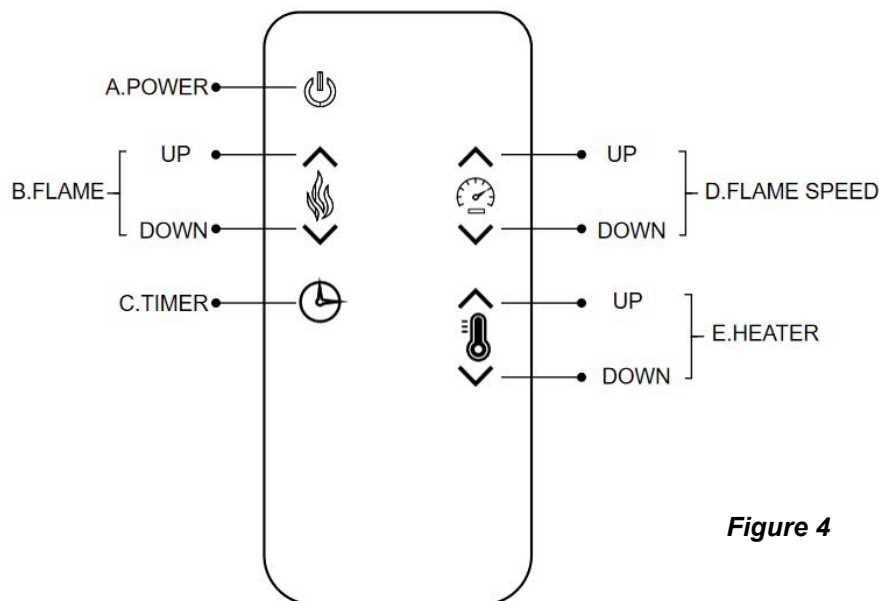 A.POWER
UP
B.FLAME
DOWN
C.TIMER
UP
D.FLAME SPEED
DOWN
UP
E.HEATER
DOWN
Figure 4